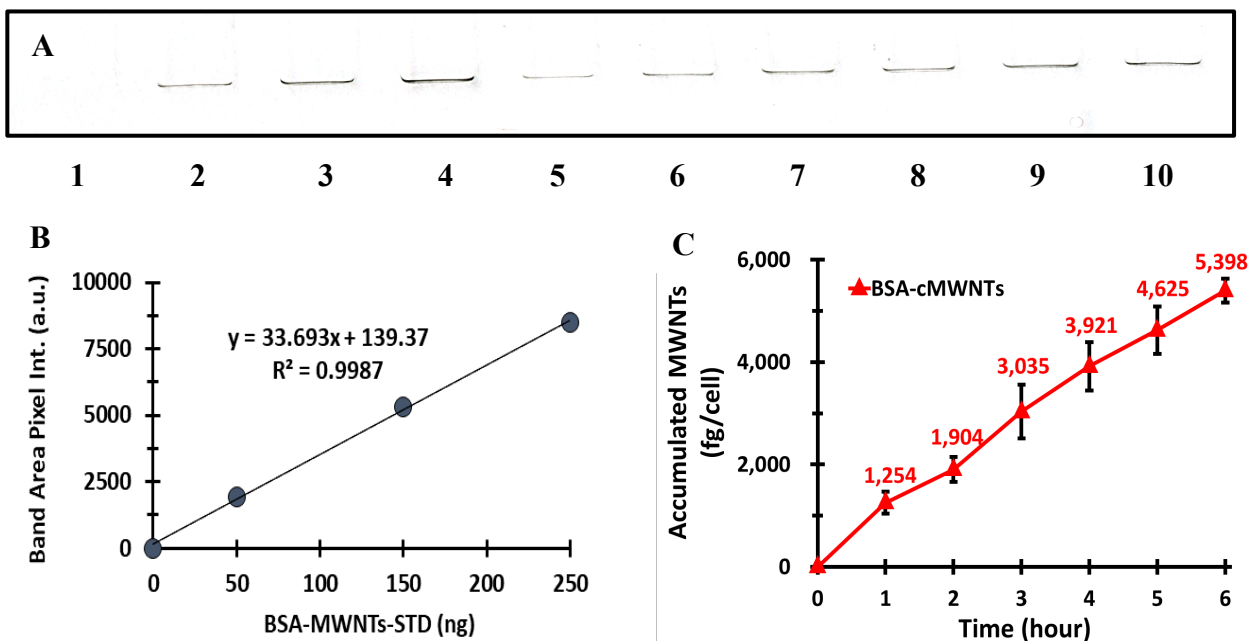 A
1 2 3 4 5 6 7 8 9 10
B
Band Area Pixel Int. (a.u.)
10000
7500
5000
2500
0
y = 33.693x + 139.37
R² = 0.9987
0 50 100 150 200 250
BSA-MWNTs-STD (ng)
C
Accumulated MWNTs
(fg/cell)
6,000
4,000
2,000
0
BSA-cMWNTs
1,254
1,904
3,035
3,921
4,625
5,398
0 1 2 3 4 5 6
Time (hour)